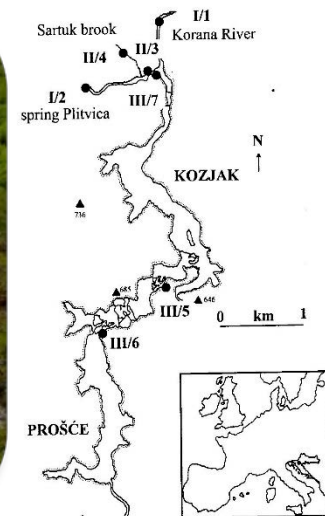 I/1
Sartuk brook II/3 Korana River
II/4
I/2
III/7
spring Plitvica
N
KOZJAK
736
685
646
III/5
0 km 1
III/6
PROŠĆE